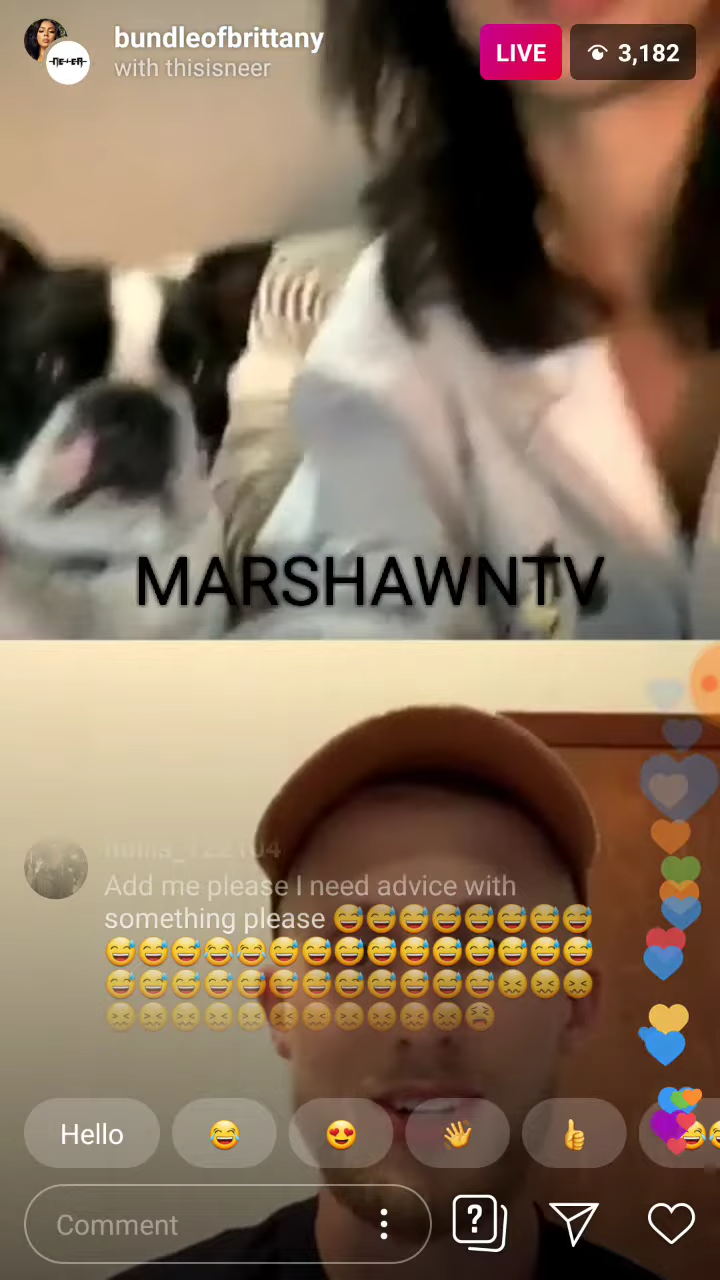 bundleofbrittany
with thisisneer
LIVE
3,182
MARSHAWNTV
Add me please I need advice with
something please 😅😅😅😅😅😅😅😅
😅😅😅😂😂😅😅😅😅😅😅😅😅😅😅
😅😅😅😅😅😅😅😅😅😅😅😅😖😖😖
😖😖😖😖😖😖😖😖😖😖😖😫
Hello 😂 😍 👋 👍 😂😂
Comment
?